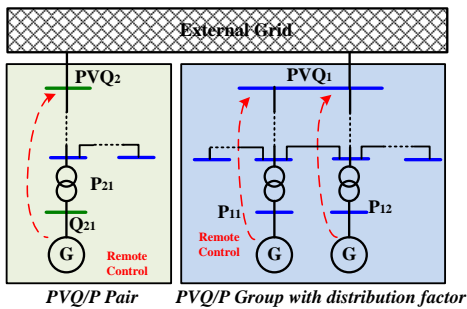 External Grid
PVQ2
PVQ1
P21
Q21
G
Remote
Control
P11
P12
Remote
Control
G
G
PVQ/P Pair
PVQ/P Group with distribution factor